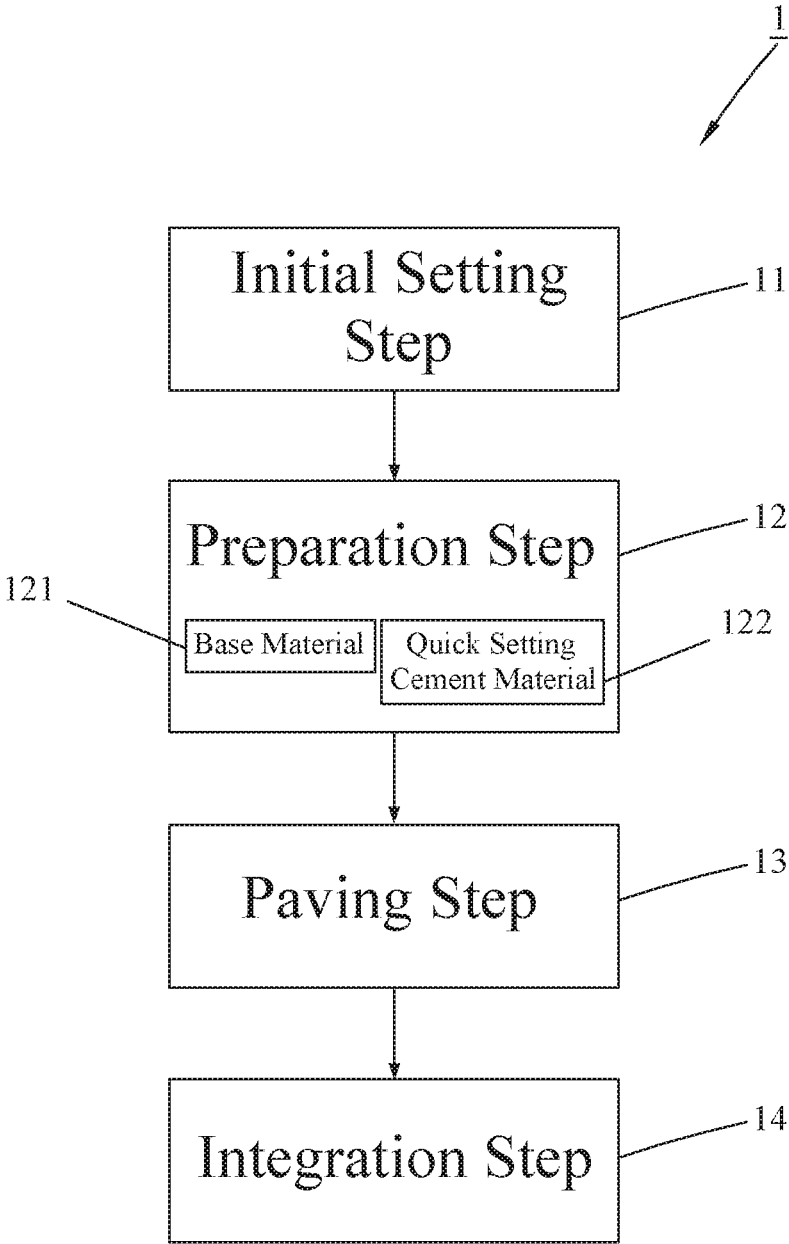 1
Initial Setting
Step
11
Preparation Step
12
121
Base Material
Quick Setting
Cement Material
122
Paving Step
13
Integration Step
14